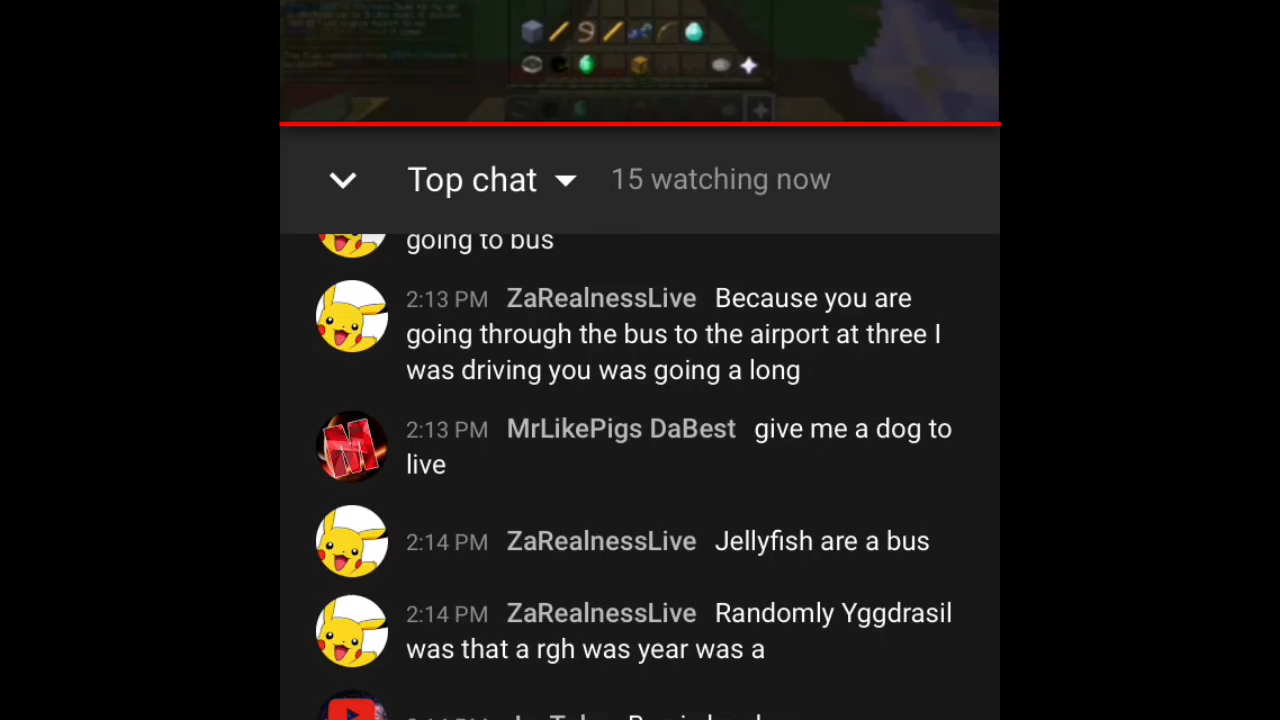 Top chat 15 watching now
going to bus
2:13 PM ZaRealnessLive Because you are
going through the bus to the airport at three I
was driving you was going a long
2:13 PM MrLikePigs DaBest give me a dog to
live
2:14 PM ZaRealnessLive Jellyfish are a bus
2:14 PM ZaRealnessLive Randomly Yggdrasil
was that a rgh was year was a